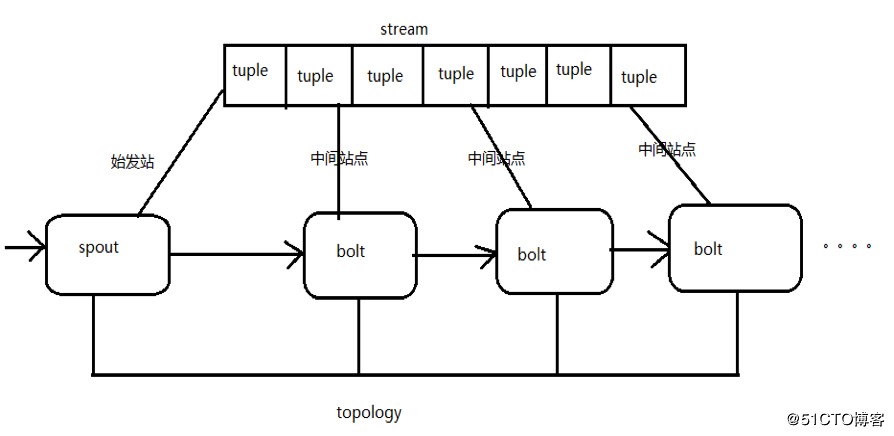 stream
tuple
tuple
tuple
tuple
tuple
tuple
tuple
始发站
中间站点
中间站点
中间站点
spout
bolt
bolt
bolt
。。。。
topology
@51CTO博客